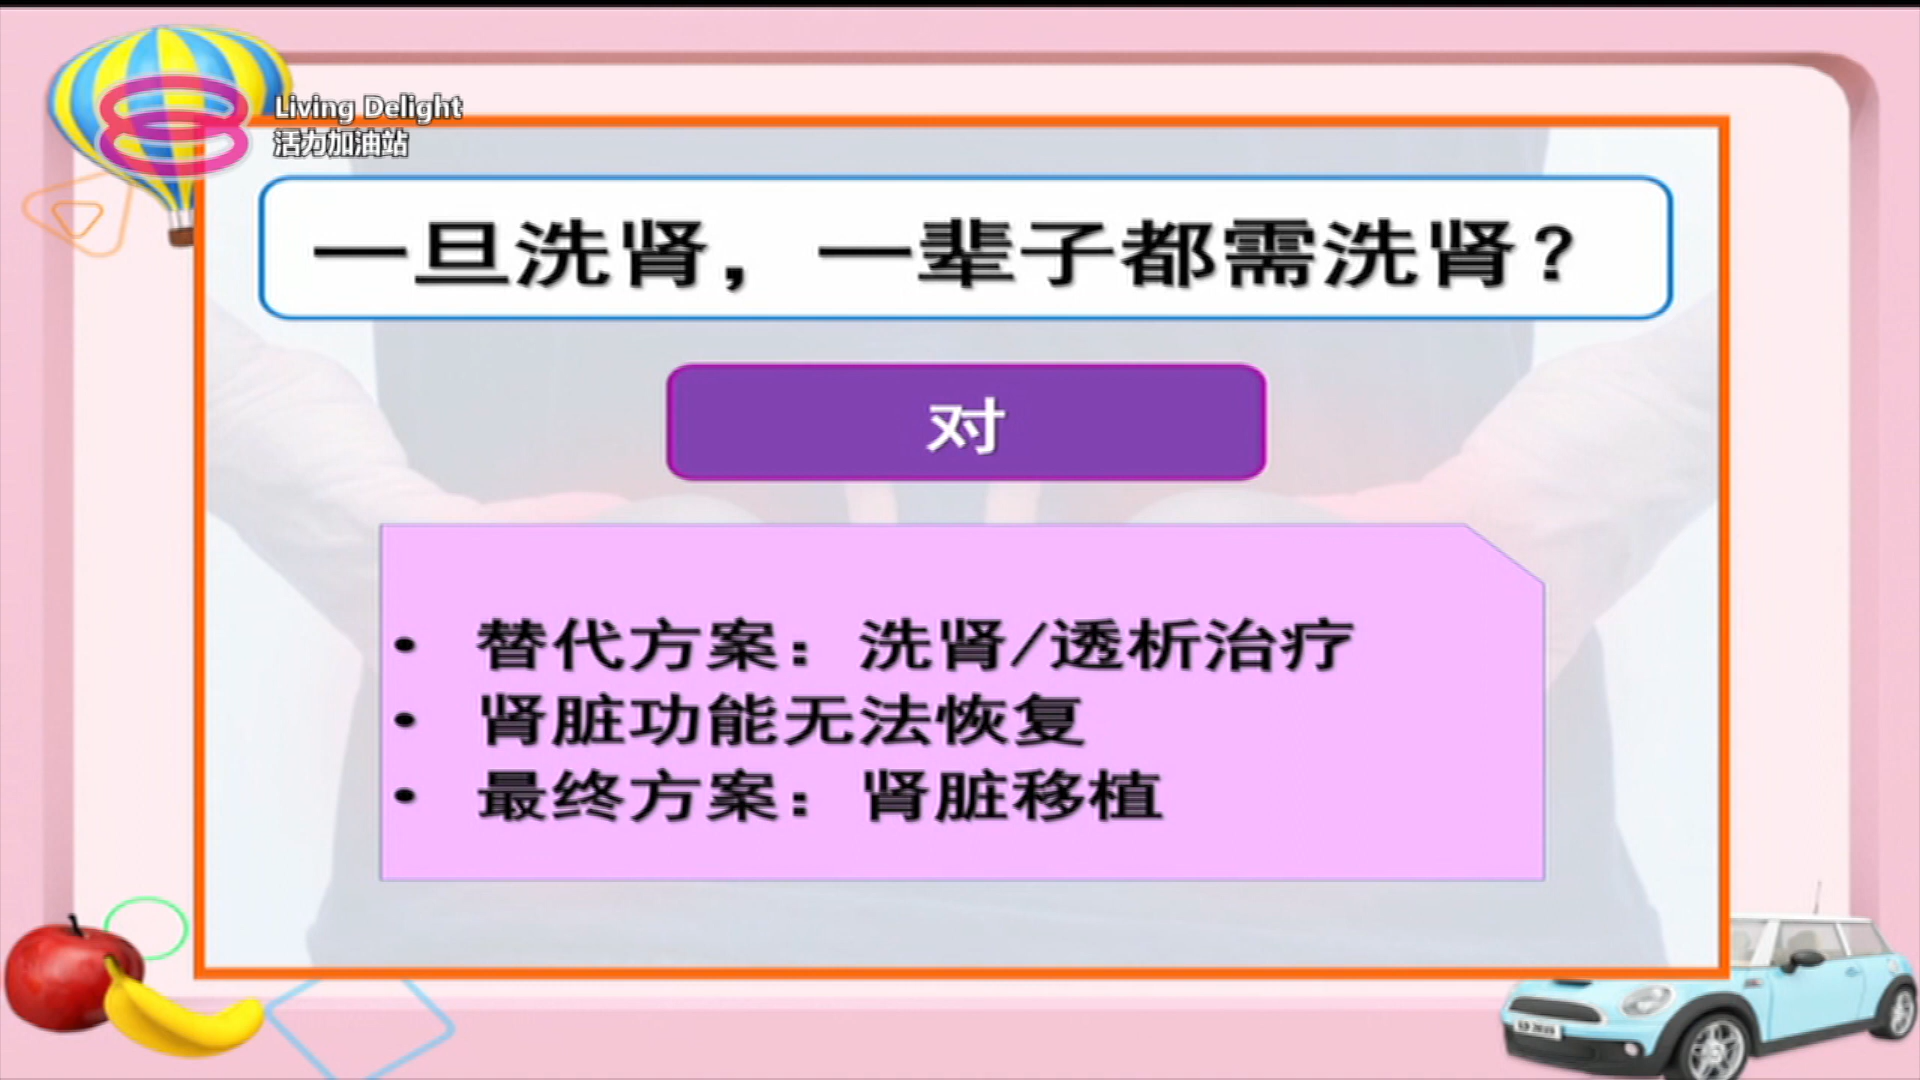 Living Delight
活力加油站
一旦洗肾，一辈子都需洗肾？
对
• 替代方案：洗肾/透析治疗
• 肾脏功能无法恢复
• 最终方案：肾脏移植